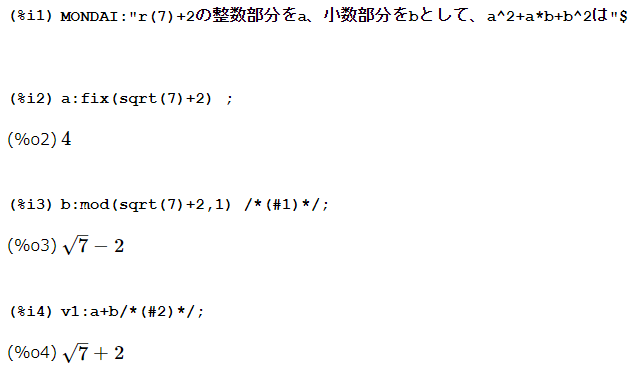 (%i1) MONDAI:"r(7)+2の整数部分をa、小数部分をbとして、a^2+a*b+b^2は"$
(%i2) a:fix(sqrt(7)+2) ;
(%o2) 4
(%i3) b:mod(sqrt(7)+2,1) /*(#1)*/;
(%o3) √7 − 2
(%i4) v1:a+b/*(#2)*/;
(%o4) √7 + 2